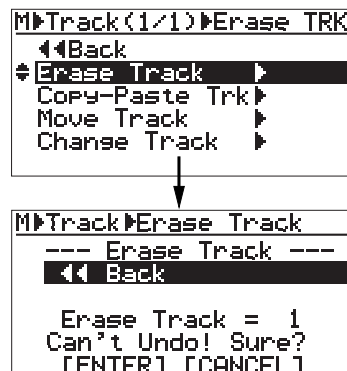 M▶Track(1/1)▶Erase TRK
◀◀Back
Erase Track ▶
Copy-Paste Trk▶
Move Track ▶
Change Track ▶
M▶Track▶Erase Track
--- Erase Track ---
◀◀ Back
Erase Track = 1
Can't Undo! Sure?
[ENTER] [CANCEL]